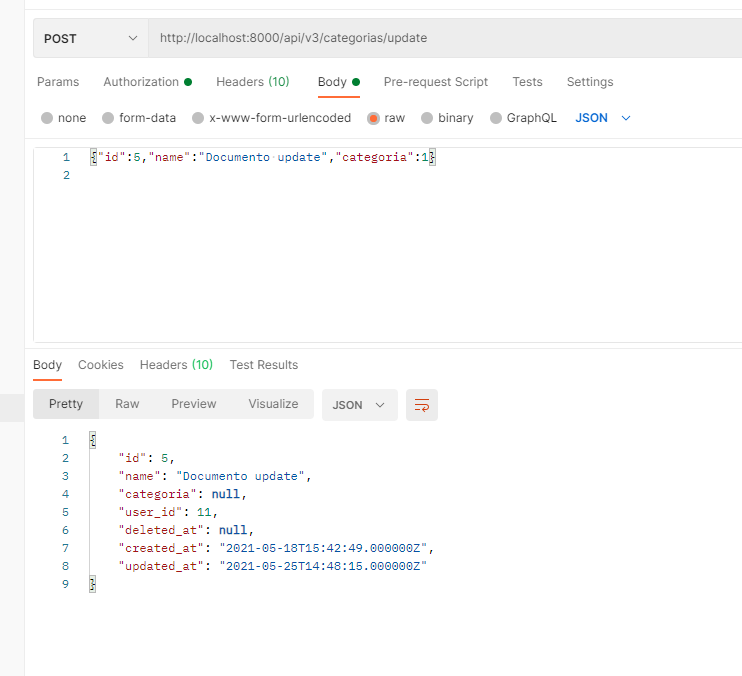 POST http://localhost:8000/api/v3/categorias/update
Params Authorization Headers (10) Body Pre-request Script Tests Settings
none form-data x-www-form-urlencoded raw binary GraphQL JSON
1 {"id":5,"name":"Documento update","categoria":1}
2
Body Cookies Headers (10) Test Results
Pretty Raw Preview Visualize JSON
1 {
2 "id": 5,
3 "name": "Documento update",
4 "categoria": null,
5 "user_id": 11,
6 "deleted_at": null,
7 "created_at": "2021-05-18T15:42:49.000000Z",
8 "updated_at": "2021-05-25T14:48:15.000000Z"
9 }